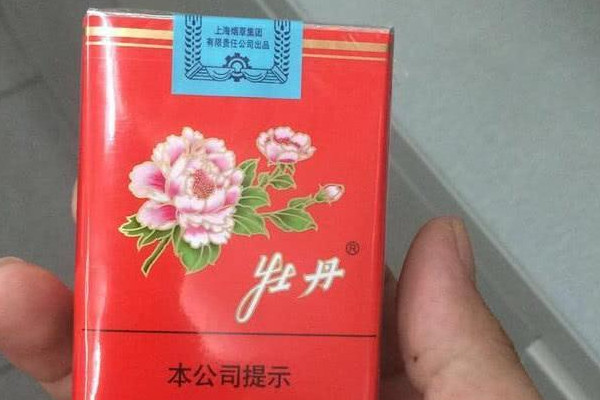 上海烟草集团
有限责任公司出品
牡丹®
本公司提示